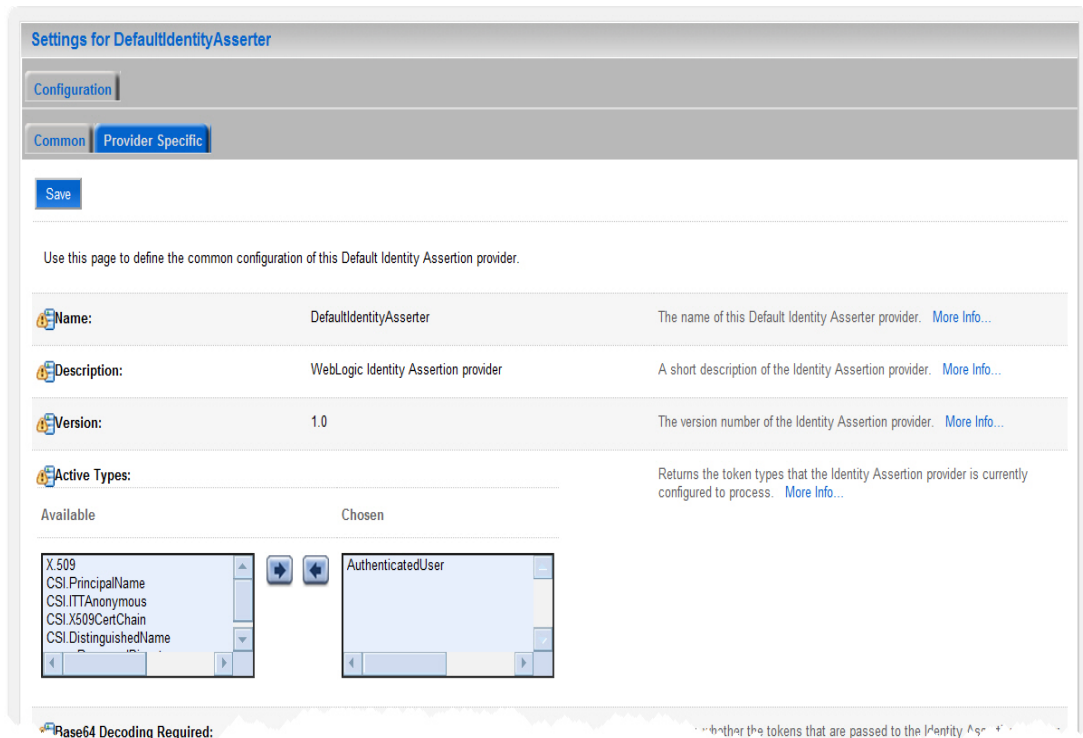 Settings for DefaultIdentityAsserter
Configuration
Common Provider Specific
Save
Use this page to define the common configuration of this Default Identity Assertion provider.
Name: DefaultIdentityAsserter The name of this Default Identity Asserter provider. More Info...
Description: WebLogic Identity Assertion provider A short description of the Identity Assertion provider. More Info...
Version: 1.0 The version number of the Identity Assertion provider. More Info...
Active Types: Returns the token types that the Identity Assertion provider is currently
configured to process. More Info...
Available Chosen
X.509 AuthenticatedUser
CSI.PrincipalName
CSI.ITTAnonymous
CSI.X509CertChain
CSI.DistinguishedName
Base64 Decoding Required: whether the tokens that are passed to the Identity